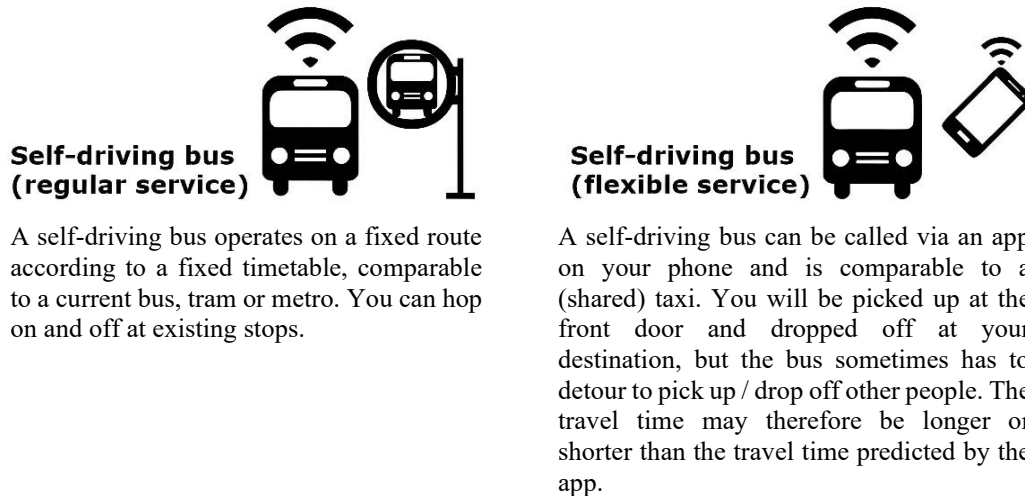 Self-driving bus
(regular service)
A self-driving bus operates on a fixed route
according to a fixed timetable, comparable
to a current bus, tram or metro. You can hop
on and off at existing stops.
Self-driving bus
(flexible service)
A self-driving bus can be called via an app
on your phone and is comparable to a
(shared) taxi. You will be picked up at the
front door and dropped off at your
destination, but the bus sometimes has to
detour to pick up / drop off other people. The
travel time may therefore be longer or
shorter than the travel time predicted by the
app.